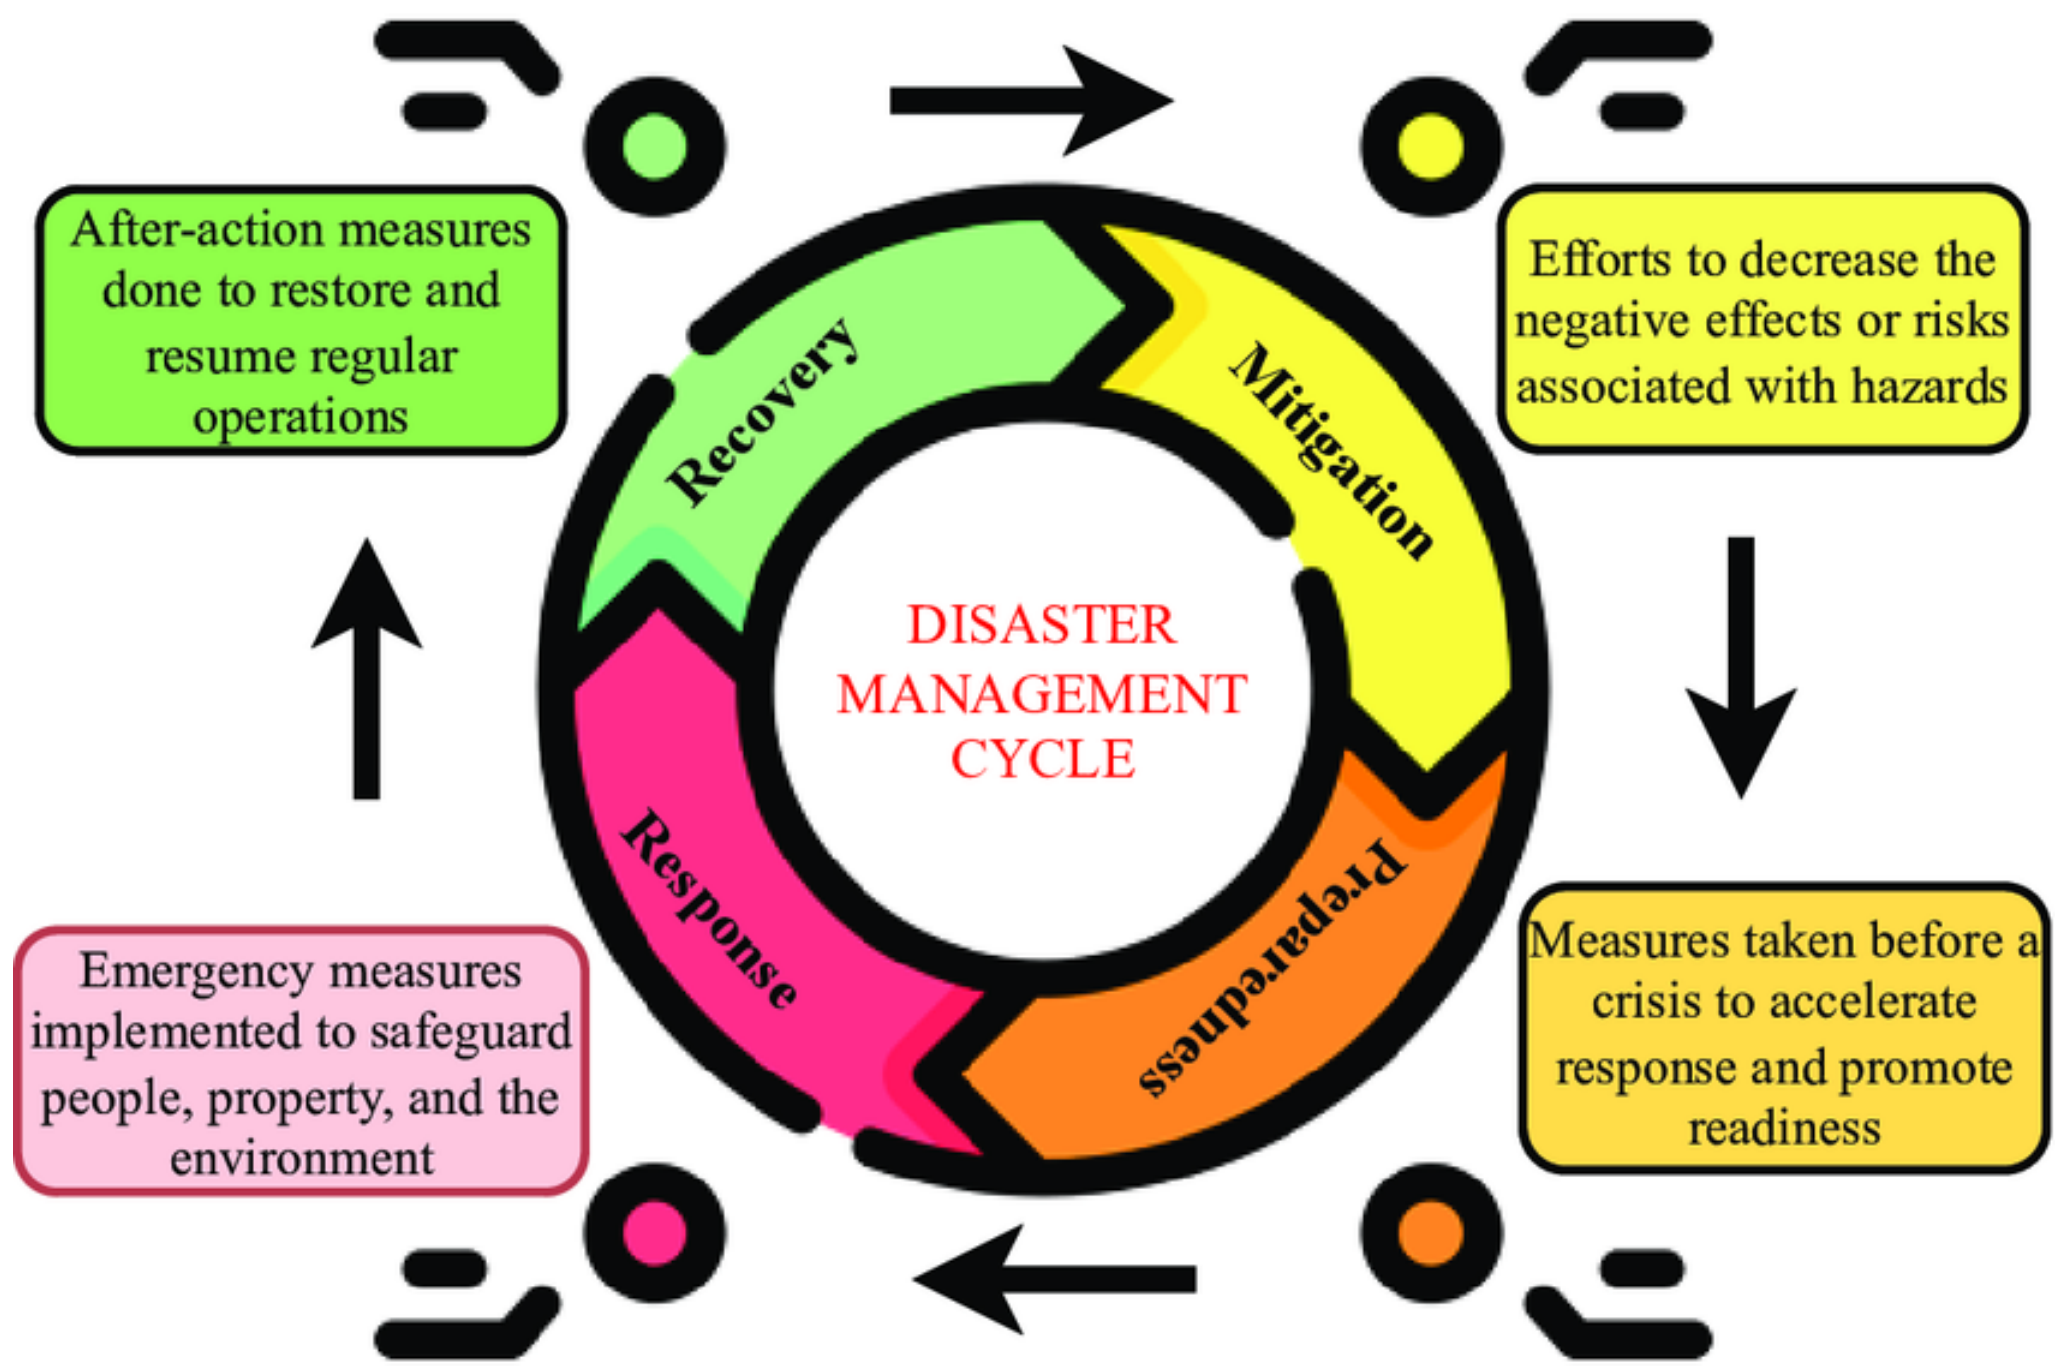 After-action measures
done to restore and
resume regular
operations
Efforts to decrease the
negative effects or risks
associated with hazards
Recovery
Mitigation
DISASTER
MANAGEMENT
CYCLE
Response
Preparedness
Emergency measures
implemented to safeguard
people, property, and the
environment
Measures taken before a
crisis to accelerate
response and promote
readiness